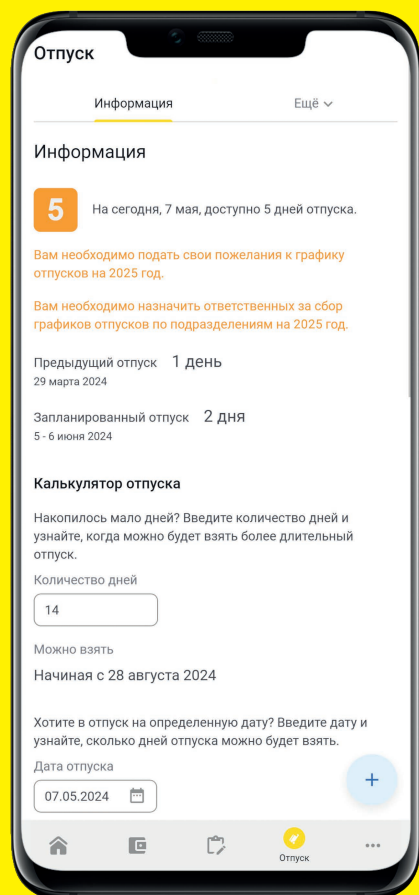 Отпуск
Информация
Ещё
Информация
5
На сегодня, 7 мая, доступно 5 дней отпуска.
Вам необходимо подать свои пожелания к графику
отпусков на 2025 год.
Вам необходимо назначить ответственных за сбор
графиков отпусков по подразделениям на 2025 год.
Предыдущий отпуск 1 день
29 марта 2024
Запланированный отпуск 2 дня
5 - 6 июня 2024
Калькулятор отпуска
Накопилось мало дней? Введите количество дней и
узнайте, когда можно будет взять более длительный
отпуск.
Количество дней
14
Можно взять
Начиная с 28 августа 2024
Хотите в отпуск на определенную дату? Введите дату и
узнайте, сколько дней отпуска можно будет взять.
Дата отпуска
07.05.2024
+
Отпуск